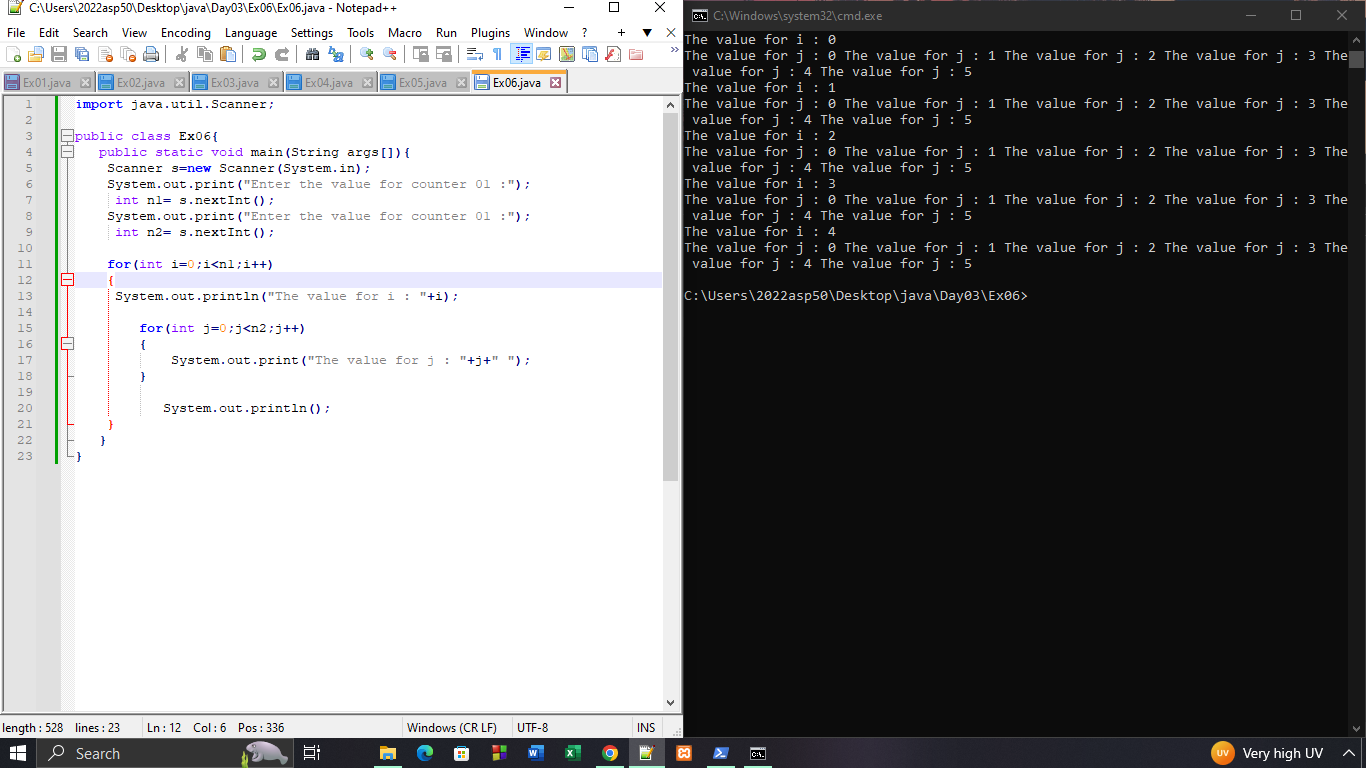 C:\Users\2022asp50\Desktop\java\Day03\Ex06\Ex06.java - Notepad++
File Edit Search View Encoding Language Settings Tools Macro Run Plugins Window ? + ▼ X
Ex01.java Ex02.java Ex03.java Ex04.java Ex05.java Ex06.java
1 import java.util.Scanner;
2
3 public class Ex06{
4 public static void main(String args[]){
5 Scanner s=new Scanner(System.in);
6 System.out.print("Enter the value for counter 01 :");
7 int n1= s.nextInt();
8 System.out.print("Enter the value for counter 01 :");
9 int n2= s.nextInt();
10
11 for(int i=0;i<n1;i++)
12 {
13 System.out.println("The value for i : "+i);
14
15 for(int j=0;j<n2;j++)
16 {
17 System.out.print("The value for j : "+j+" ");
18 }
19
20 System.out.println();
21 }
22 }
23 }
length : 528 lines : 23 Ln : 12 Col : 6 Pos : 336 Windows (CR LF) UTF-8 INS
C:\Windows\system32\cmd.exe
The value for i : 0
The value for j : 0 The value for j : 1 The value for j : 2 The value for j : 3 The
value for j : 4 The value for j : 5
The value for i : 1
The value for j : 0 The value for j : 1 The value for j : 2 The value for j : 3 The
value for j : 4 The value for j : 5
The value for i : 2
The value for j : 0 The value for j : 1 The value for j : 2 The value for j : 3 The
value for j : 4 The value for j : 5
The value for i : 3
The value for j : 0 The value for j : 1 The value for j : 2 The value for j : 3 The
value for j : 4 The value for j : 5
The value for i : 4
The value for j : 0 The value for j : 1 The value for j : 2 The value for j : 3 The
value for j : 4 The value for j : 5
C:\Users\2022asp50\Desktop\java\Day03\Ex06>
Search
UV Very high UV